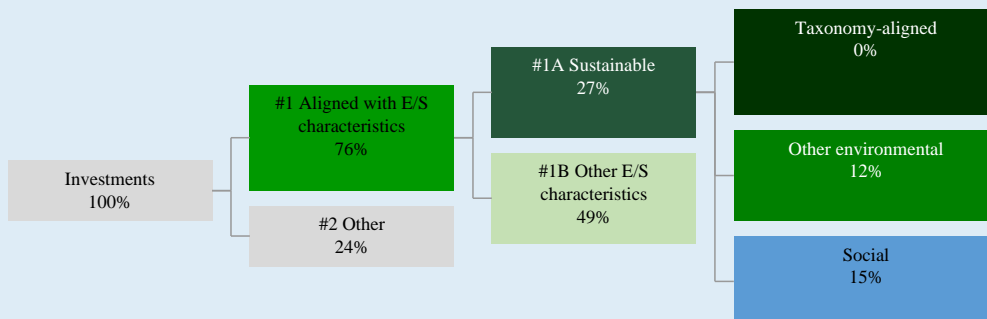 Investments
100%
#1 Aligned with E/S
characteristics
76%
#2 Other
24%
#1A Sustainable
27%
#1B Other E/S
characteristics
49%
Taxonomy-aligned
0%
Other environmental
12%
Social
15%